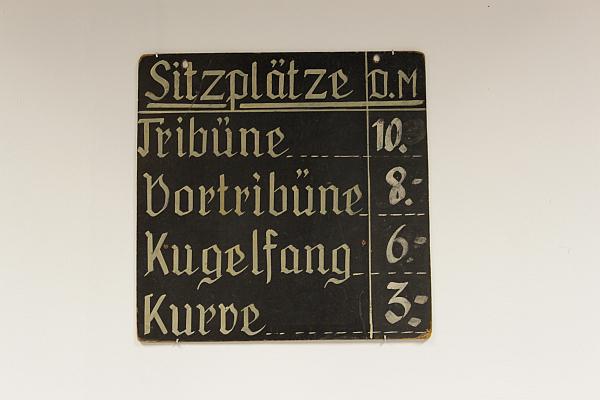 Sitzplätze D.M
Tribüne 10.
Vortribüne 8.-
Kugelfang 6.-
Kurve 3.-